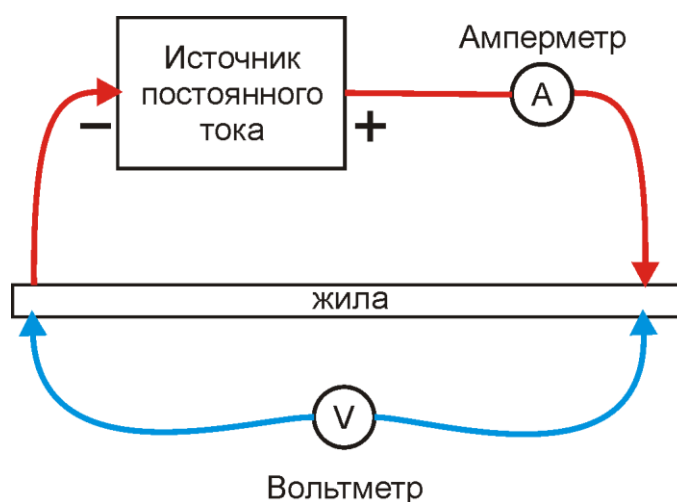 Амперметр
Источник
постоянного
тока
A
− +
жила
V
Вольтметр